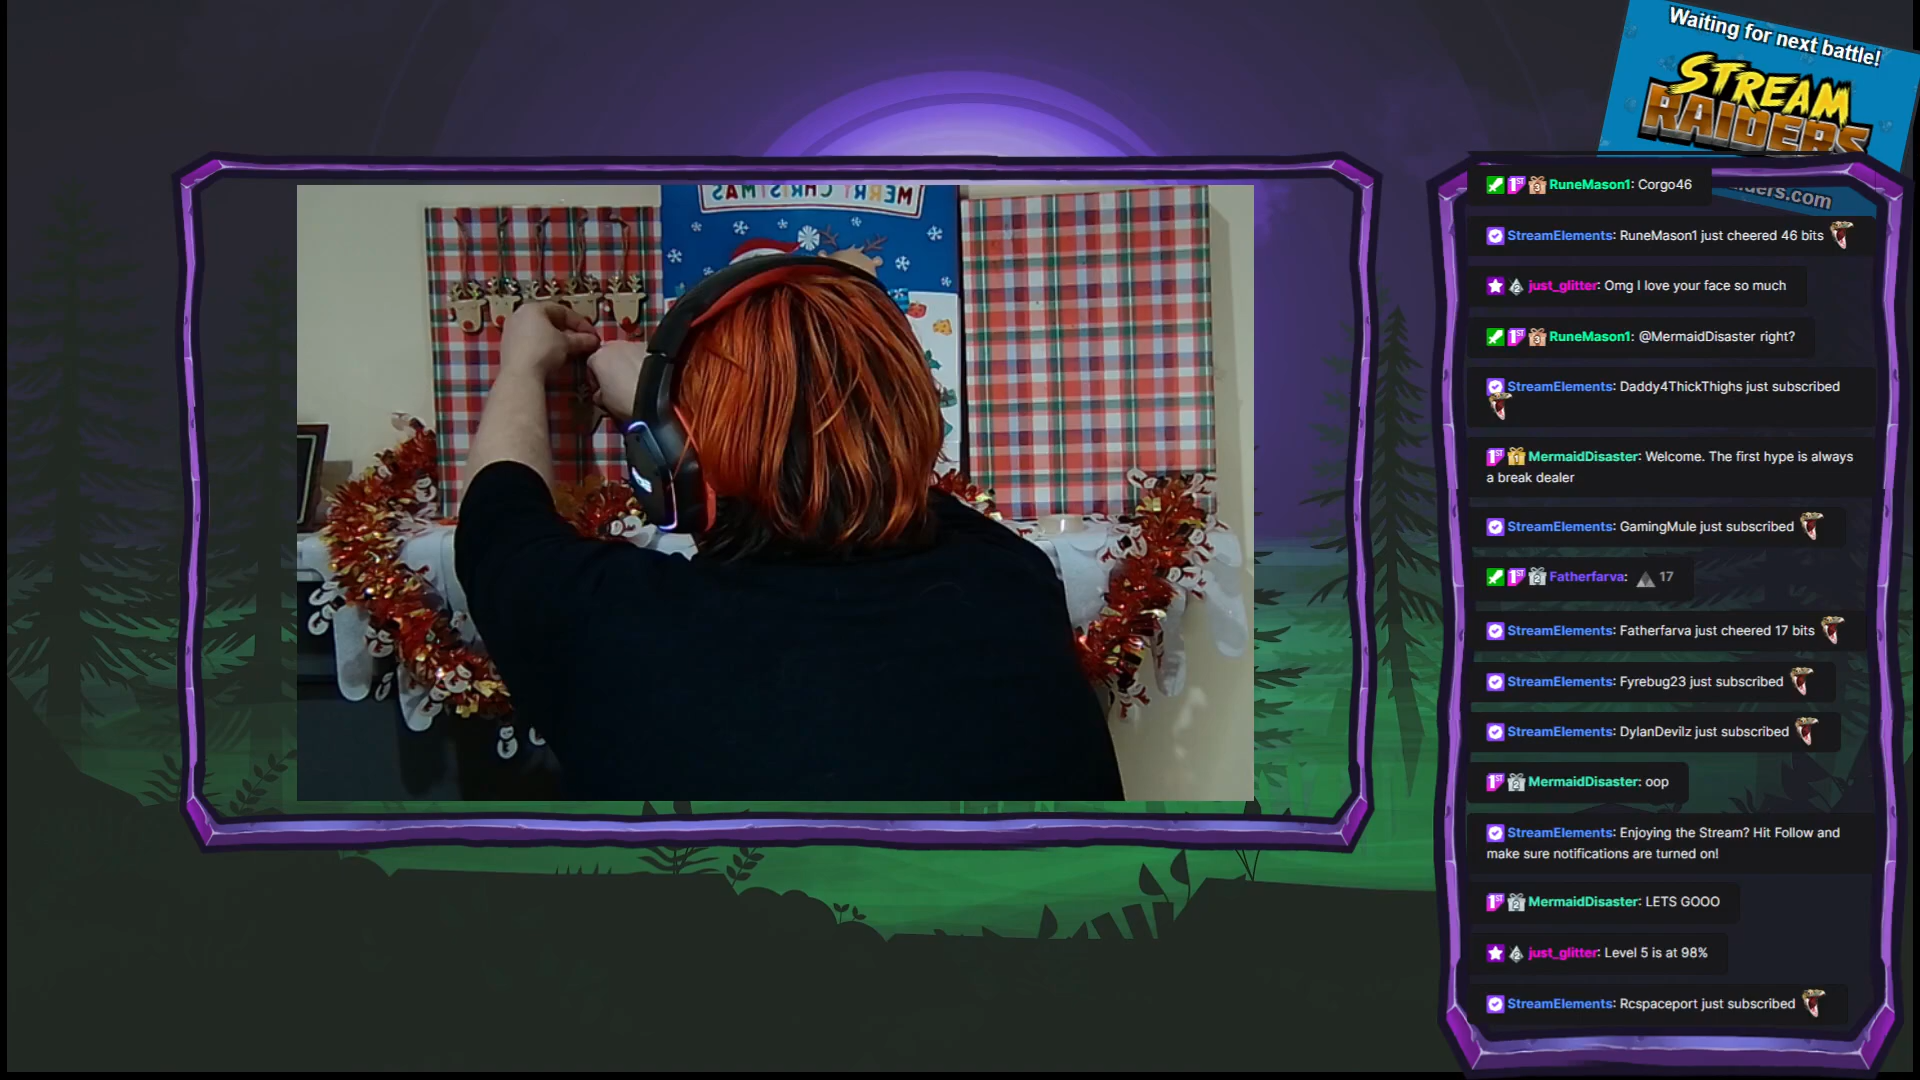 Waiting for next battle!
STREAM
RAIDERS
MERRY CHRISTMAS
RuneMason1: Corgo46
iders.com
StreamElements: RuneMason1 just cheered 46 bits
just_glitter: Omg I love your face so much
RuneMason1: @MermaidDisaster right?
StreamElements: Daddy4ThickThighs just subscribed
MermaidDisaster: Welcome. The first hype is always
a break dealer
StreamElements: GamingMule just subscribed
Fatherfarva: 17
StreamElements: Fatherfarva just cheered 17 bits
StreamElements: Fyrebug23 just subscribed
StreamElements: DylanDevilz just subscribed
MermaidDisaster: oop
StreamElements: Enjoying the Stream? Hit Follow and
make sure notifications are turned on!
MermaidDisaster: LETS GOOO
just_glitter: Level 5 is at 98%
StreamElements: Rcspaceport just subscribed